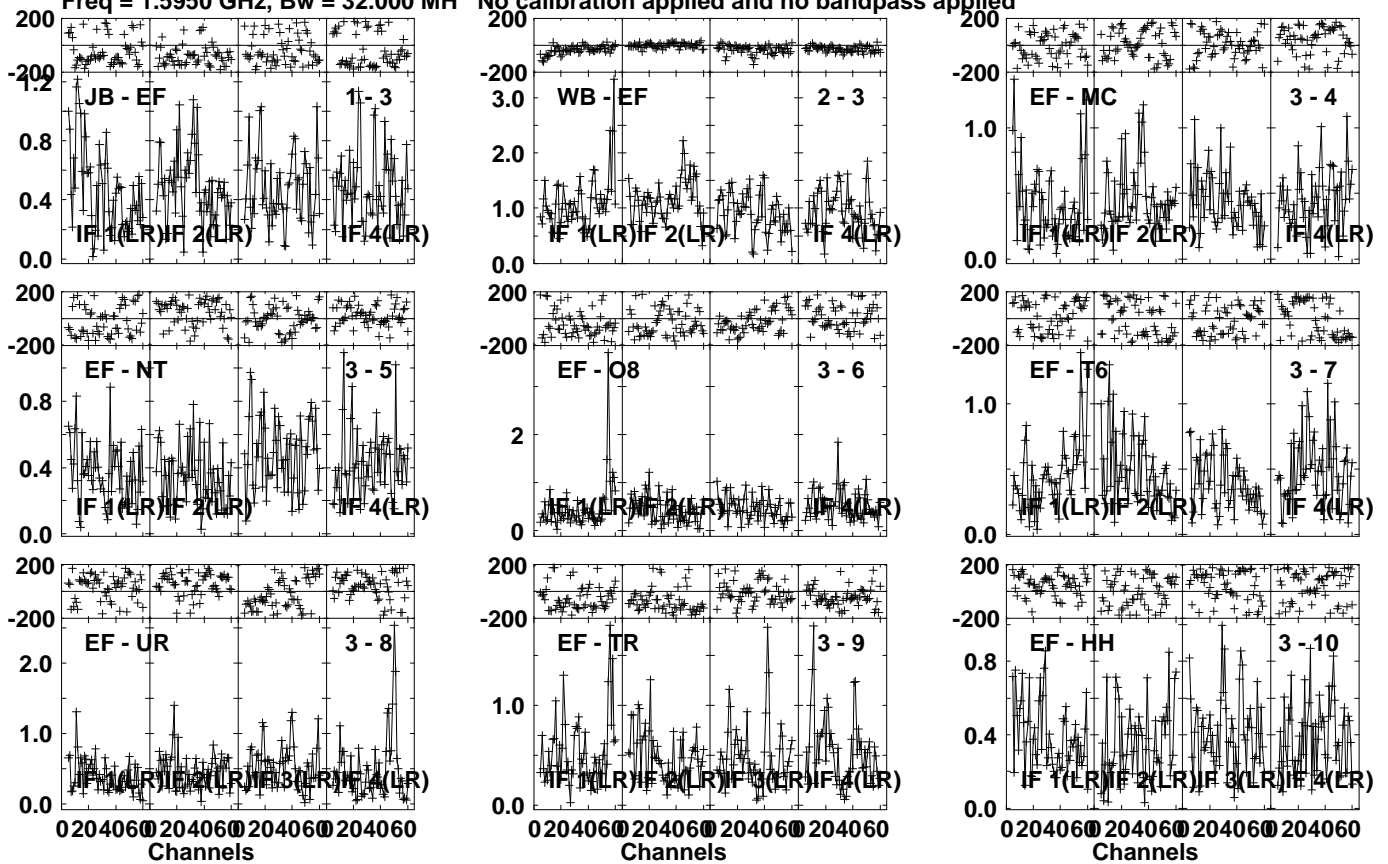 Freq = 1.5950 GHz, Bw = 32.000 MH No calibration applied and no bandpass applied
200 200 200
-200 -200 -200
JB - EF 1 - 3 WB - EF 2 - 3 EF - MC 3 - 4
1.2 3.0 1.0
0.8 2.0
0.4 1.0
IF 1(LR) IF 2(LR) IF 4(LR) IF 1(LR) IF 2(LR) IF 4(LR) IF 1(LR) IF 2(LR) IF 4(LR)
0.0 0.0 0.0
200 200 200
-200 -200 -200
EF - NT 3 - 5 EF - O8 3 - 6 EF - T6 3 - 7
0.8 2 1.0
0.4
IF 1(LR) IF 2(LR) IF 4(LR) IF 1(LR) IF 2(LR) IF 4(LR) IF 1(LR) IF 2(LR) IF 4(LR)
0.0 0 0.0
200 200 200
-200 -200 -200
EF - UR 3 - 8 EF - TR 3 - 9 EF - HH 3 - 10
2.0 1.0 0.8
1.0 0.4
IF 1(LR) IF 2(LR) IF 3(LR) IF 4(LR) IF 1(LR) IF 2(LR) IF 3(LR) IF 4(LR) IF 1(LR) IF 2(LR) IF 3(LR) IF 4(LR)
0.0 0.0 0.0
0 20 40 60 0 20 40 60 0 20 40 60 0 20 40 60 0 20 40 60 0 20 40 60 0 20 40 60 0 20 40 60 0 20 40 60 0 20 40 60 0 20 40 60 0 20 40 60
Channels Channels Channels